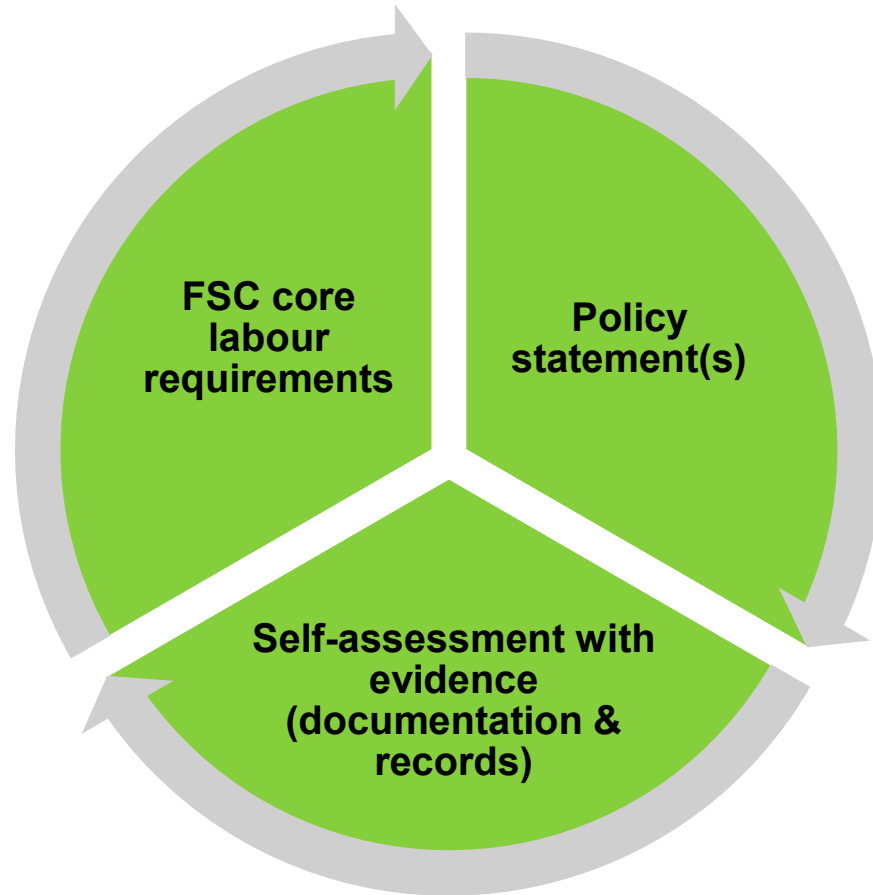 FSC core
labour
requirements
Policy
statement(s)
Self-assessment with
evidence
(documentation &
records)